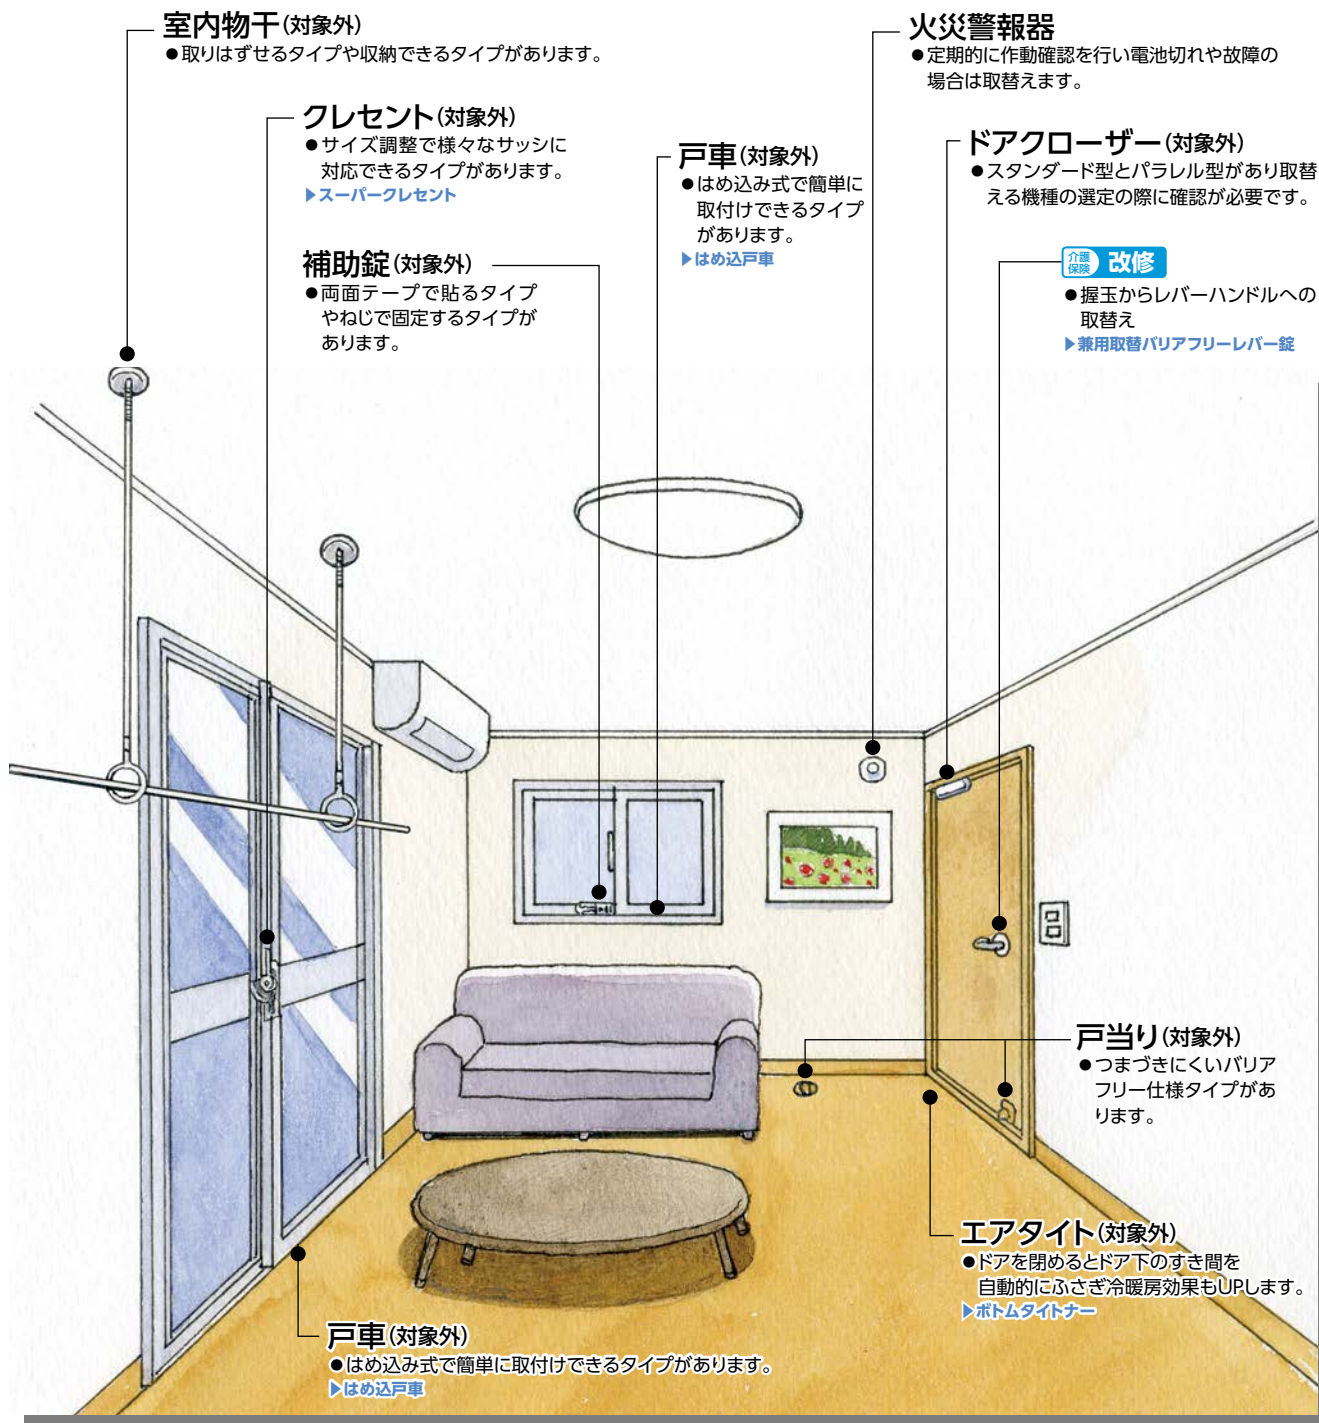 室内物干(対象外)
●取りはずせるタイプや収納できるタイプがあります。
クレセント(対象外)
●サイズ調整で様々なサッシに
対応できるタイプがあります。
▶スーパークレセント
補助錠(対象外)
●両面テープで貼るタイプ
やねじで固定するタイプが
あります。
戸車(対象外)
●はめ込み式で簡単に
取付けできるタイプ
があります。
▶はめ込戸車
火災警報器
●定期的に作動確認を行い電池切れや故障の
場合は取替えます。
ドアクローザー(対象外)
●スタンダード型とパラレル型があり取替
える機種の選定の際に確認が必要です。
介護
保険 改修
●握玉からレバーハンドルへの
取替え
▶兼用取替バリアフリーレバー錠
戸当り(対象外)
●つまづきにくいバリア
フリー仕様タイプがあ
ります。
エアタイト(対象外)
●ドアを閉めるとドア下のすき間を
自動的にふさぎ冷暖房効果もUPします。
▶ボトムタイトナー
戸車(対象外)
●はめ込み式で簡単に取付けできるタイプがあります。
▶はめ込戸車